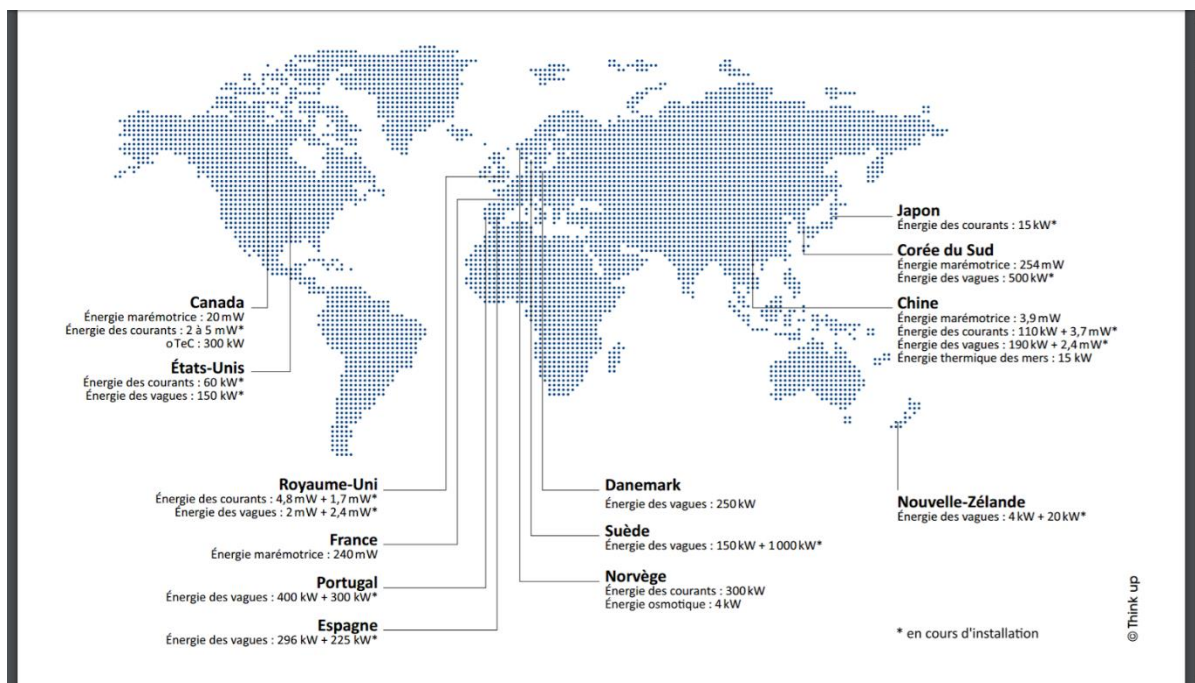 Canada
Énergie marémotrice : 20 mW
Énergie des courants : 2 à 5 mW*
oTeC : 300 kW
États-Unis
Énergie des courants : 60 kW*
Énergie des vagues : 150 kW*
Royaume-Uni
Énergie des courants : 4,8 mW + 1,7 mW*
Énergie des vagues : 2 mW + 2,4 mW*
France
Énergie marémotrice : 240 mW
Portugal
Énergie des vagues : 400 kW + 300 kW*
Espagne
Énergie des vagues : 296 kW + 225 kW*
Danemark
Énergie des vagues : 250 kW
Suède
Énergie des vagues : 150 kW + 1 000 kW*
Norvège
Énergie des courants : 300 kW
Énergie osmotique : 4 kW
Japon
Énergie des courants : 15 kW*
Corée du Sud
Énergie marémotrice : 254 mW
Énergie des vagues : 500 kW*
Chine
Énergie marémotrice : 3,9 mW
Énergie des courants : 110 kW + 3,7 mW*
Énergie des vagues : 190 kW + 2,4 mW*
Énergie thermique des mers : 15 kW
Nouvelle-Zélande
Énergie des vagues : 4 kW + 20 kW*
* en cours d'installation
© Think up